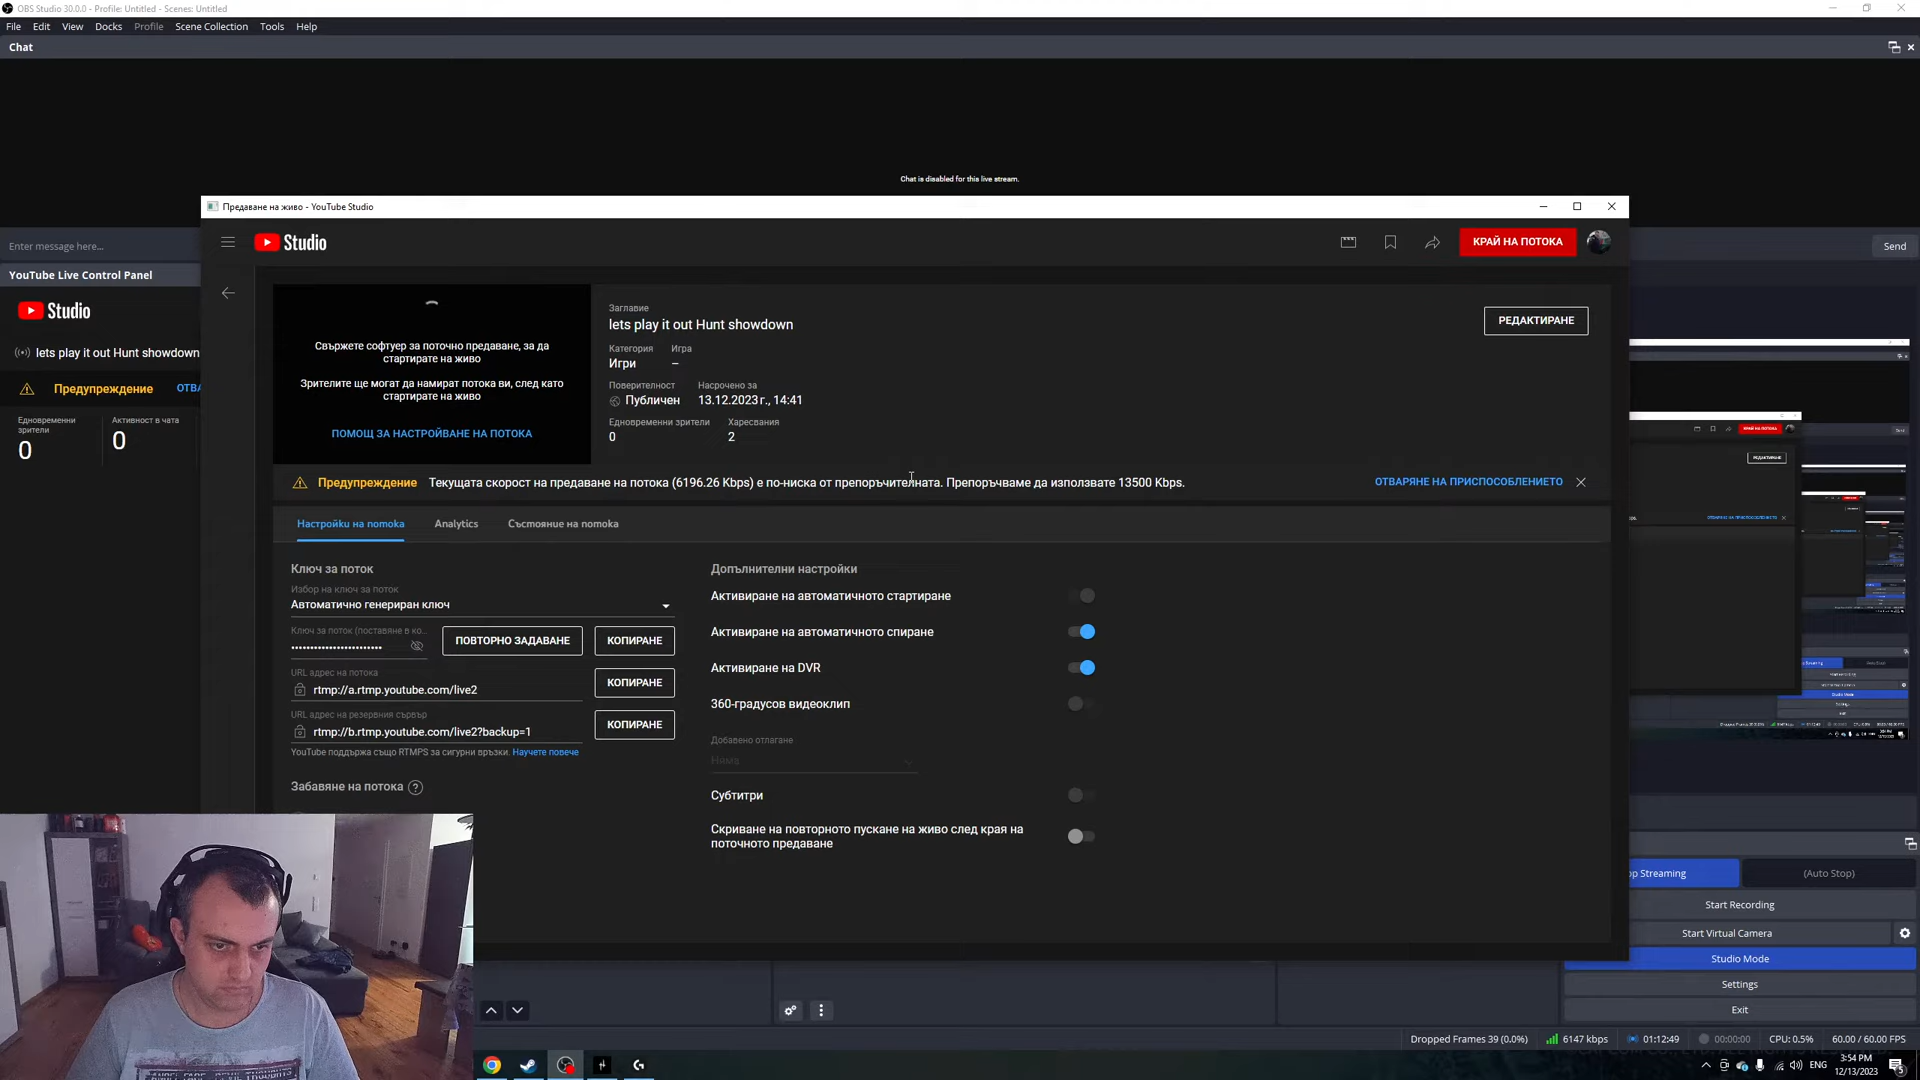 OBS Studio 30.0.0 - Profile: Untitled - Scenes: Untitled
File Edit View Docks Profile Scene Collection Tools Help
Chat
Chat is disabled for this live stream.
Enter message here...
Send
YouTube Live Control Panel
Studio
lets play it out Hunt showdown
Предупреждение ОТВА
Едновременни зрители
0
Активност в чата
0
Предаване на живо - YouTube Studio
Studio
КРАЙ НА ПОТОКА
Свържете софтуер за поточно предаване, за да
стартирате на живо
Зрителите ще могат да намират потока ви, след като
стартирате на живо
ПОМОЩ ЗА НАСТРОЙВАНЕ НА ПОТОКА
Заглавие
lets play it out Hunt showdown
РЕДАКТИРАНЕ
Категория Игра
Игри –
Поверителност Насрочено за
Публичен 13.12.2023 г., 14:41
Едновременни зрители Харесвания
0 2
Предупреждение Текущата скорост на предаване на потока (6196.26 Kbps) е по-ниска от препоръчителната. Препоръчваме да използвате 13500 Kbps.
ОТВАРЯНЕ НА ПРИСПОСОБЛЕНИЕТО
Настройки на потока Analytics Състояние на потока
Ключ за поток
Избор на ключ за поток
Автоматично генериран ключ
Ключ за поток (поставяне в ко...
ПОВТОРНО ЗАДАВАНЕ КОПИРАНЕ
URL адрес на потока
rtmp://a.rtmp.youtube.com/live2
КОПИРАНЕ
URL адрес на резервния сървър
rtmp://b.rtmp.youtube.com/live2?backup=1
КОПИРАНЕ
YouTube поддържа също RTMPS за сигурни връзки. Научете повече
Забавяне на потока
Допълнителни настройки
Активиране на автоматичното стартиране
Активиране на автоматичното спиране
Активиране на DVR
360-градусов видеоклип
Добавено отлагане
Няма
Субтитри
Скриване на повторното пускане на живо след края на
поточното предаване
КРАЙ НА ПОТОКА
РЕДАКТИРАНЕ
op Streaming
(Auto Stop)
Start Recording
Start Virtual Camera
Studio Mode
Settings
Exit
Dropped Frames 39 (0.0%) 6147 kbps 01:12:49 00:00:00 CPU: 0.5% 60.00 / 60.00 FPS
ENG
3:54 PM
12/13/2023